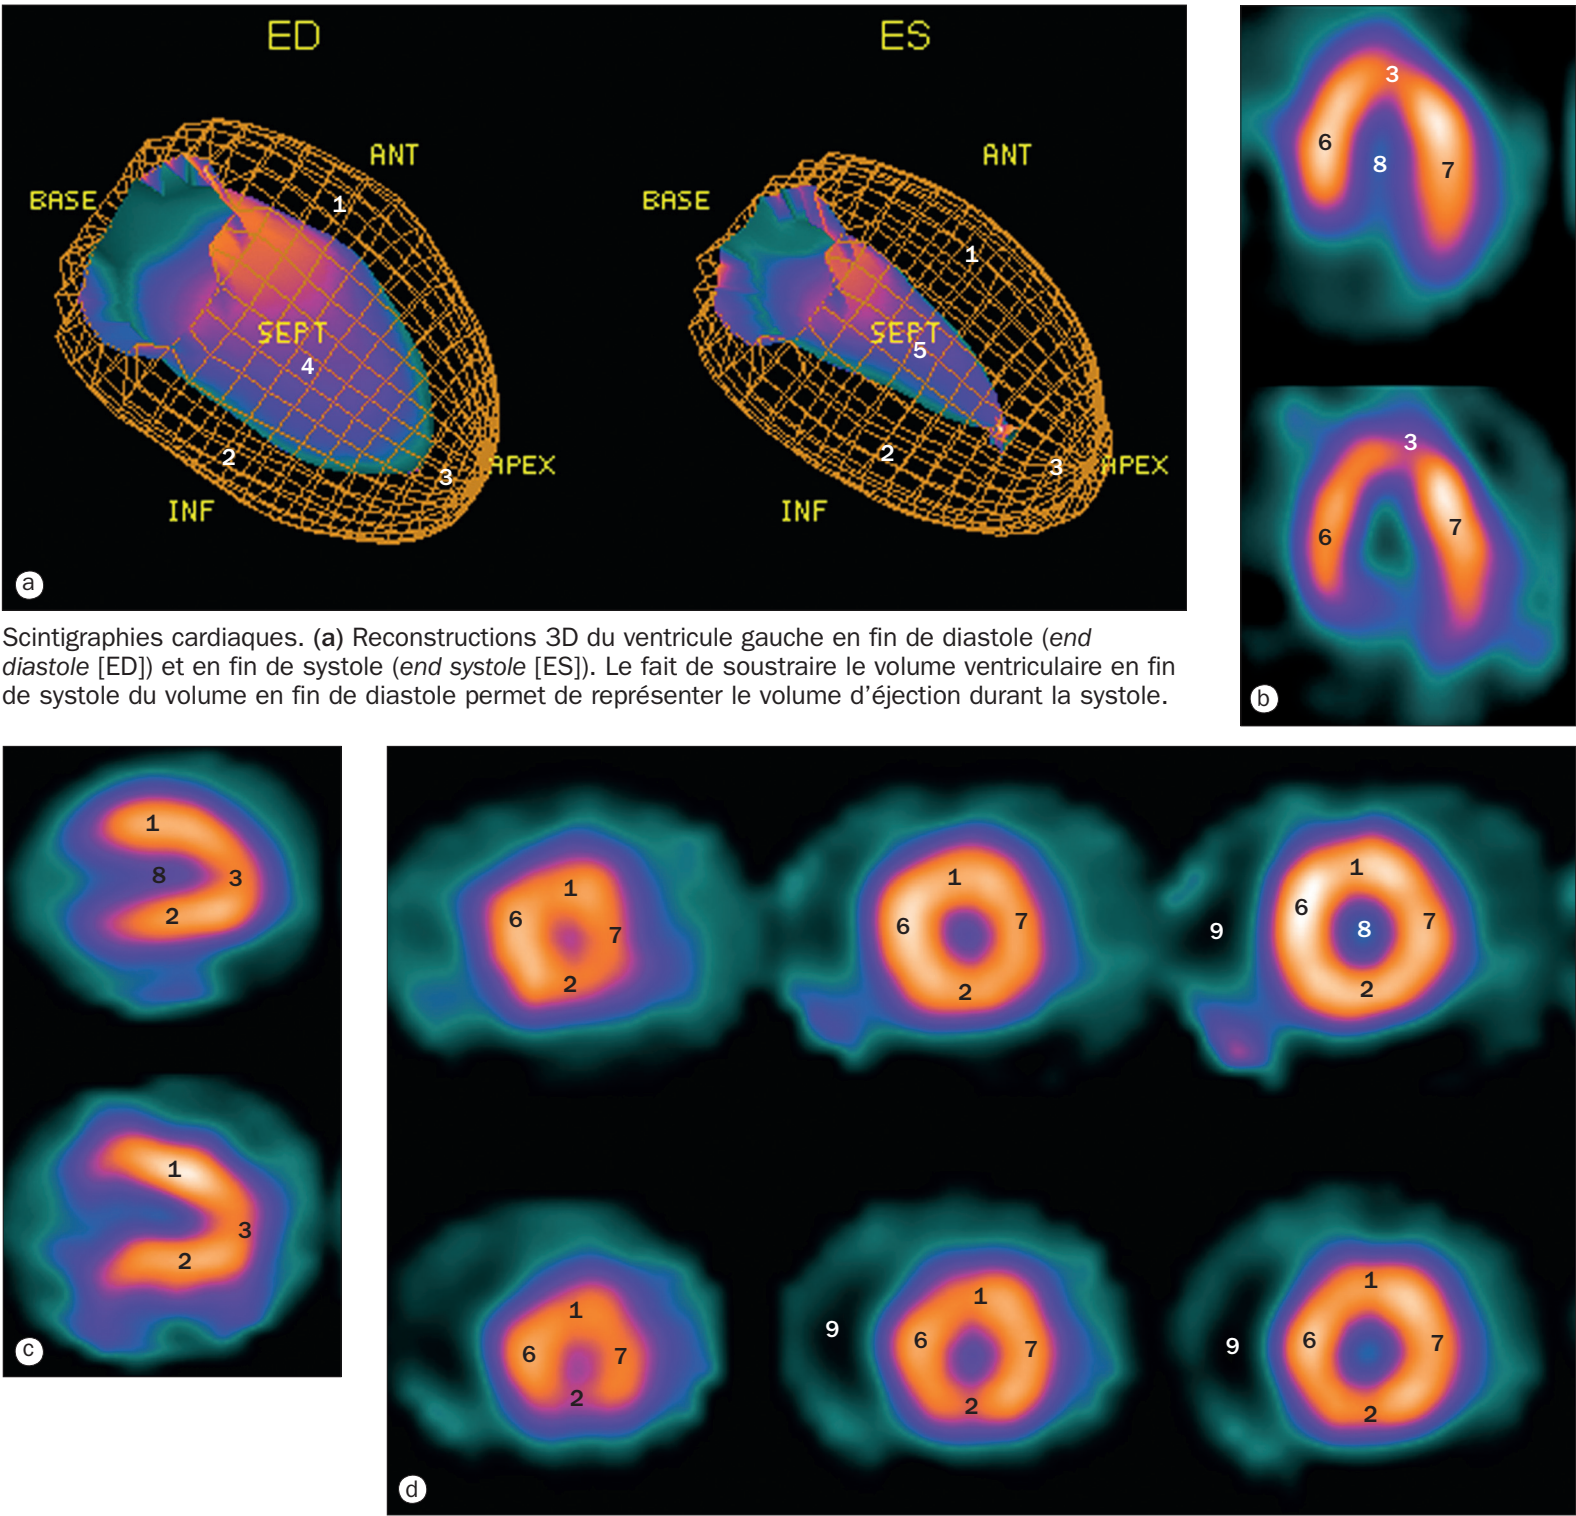 ED
ES
ANT
ANT
BASE
BASE
1
1
SEPT
SEPT
4
5
2
2
3
APEX
3
APEX
INF
INF
a
3
6
8
7
3
6
7
b
Scintigraphies cardiaques. (a) Reconstructions 3D du ventricule gauche en fin de diastole (end
diastole [ED]) et en fin de systole (end systole [ES]). Le fait de soustraire le volume ventriculaire en fin
de systole du volume en fin de diastole permet de représenter le volume d'éjection durant la systole.
1
8
3
2
1
3
2
c
1
6
7
2
1
6
7
2
1
6
9
8
7
2
1
6
7
2
1
9
6
7
2
1
9
6
7
2
d